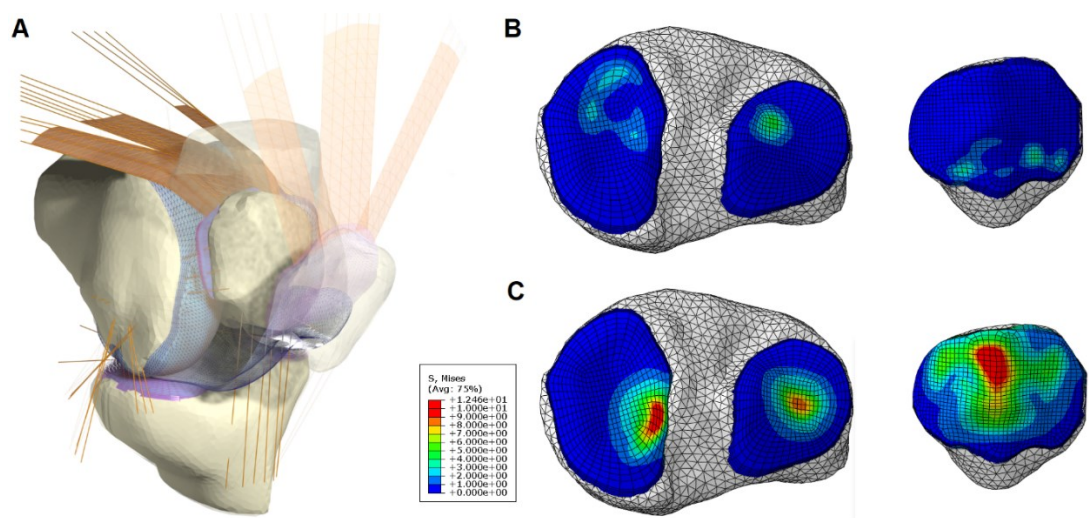 A
B
C
S, Mises
(Avg: 75%)
+1.246e+01
+1.000e+01
+9.000e+00
+8.000e+00
+7.000e+00
+6.000e+00
+5.000e+00
+4.000e+00
+3.000e+00
+2.000e+00
+1.000e+00
+0.000e+00